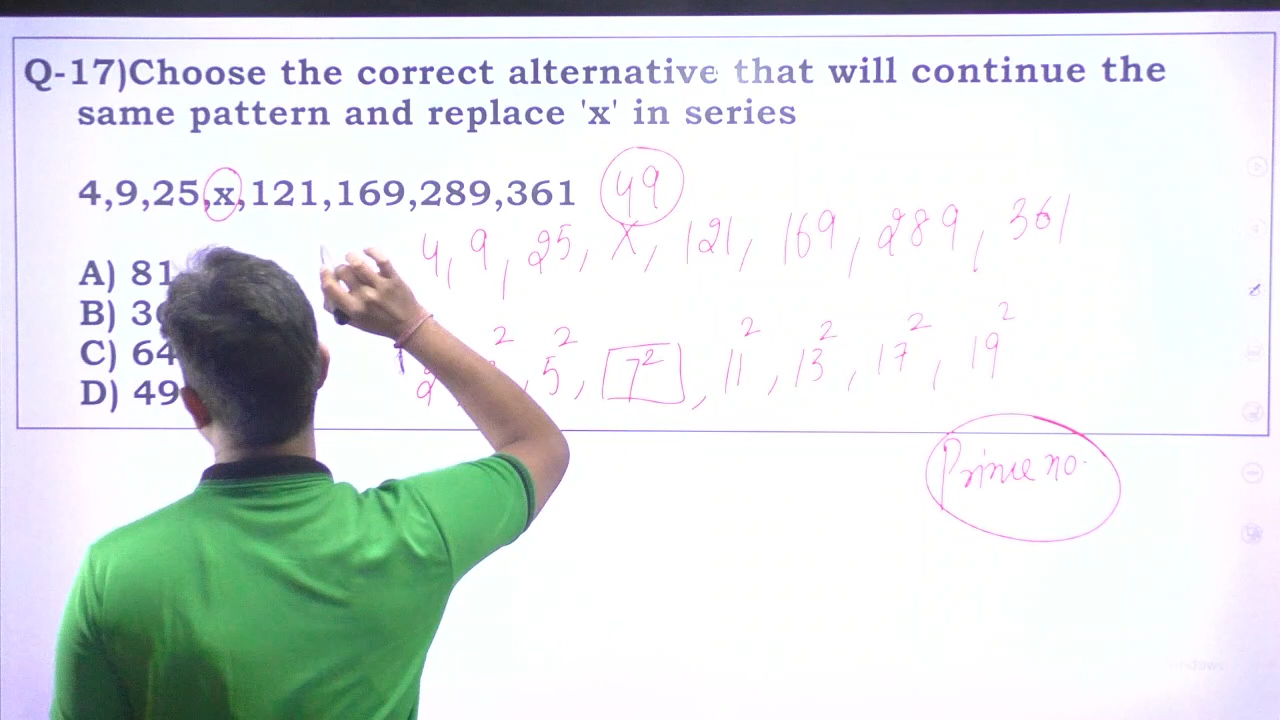 Q-17)Choose the correct alternative that will continue the
same pattern and replace 'x' in series
4,9,25,x,121,169,289,361 49
4, 9, 25, X, 121, 169, 289, 361
A) 81
B) 3
C) 64
D) 49
2, 5², 7², 11², 13², 17², 19²
Prime no.
windows